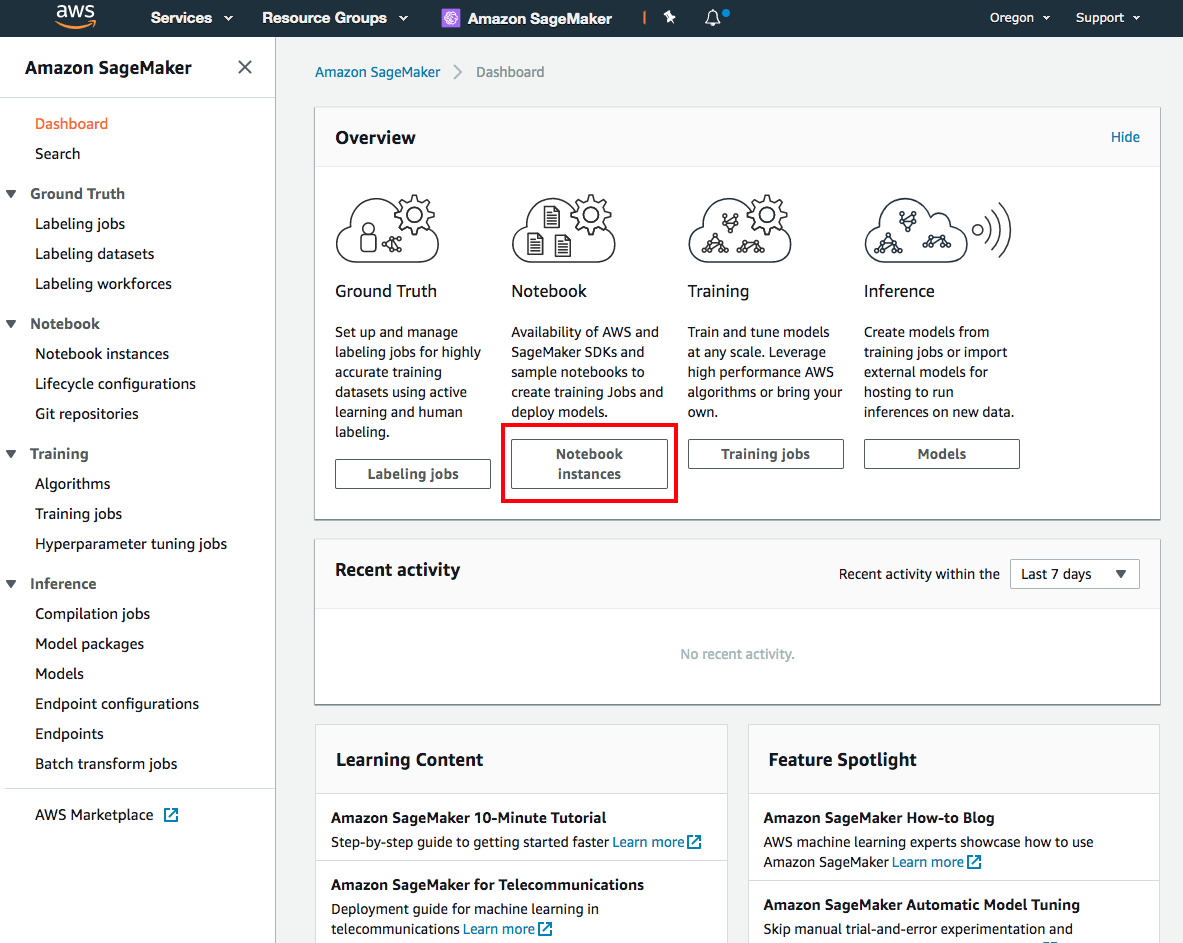 aws
Services
Resource Groups
Amazon SageMaker
Oregon
Support
Amazon SageMaker
Dashboard
Search
Ground Truth
Labeling jobs
Labeling datasets
Labeling workforces
Notebook
Notebook instances
Lifecycle configurations
Git repositories
Training
Algorithms
Training jobs
Hyperparameter tuning jobs
Inference
Compilation jobs
Model packages
Models
Endpoint configurations
Endpoints
Batch transform jobs
AWS Marketplace
Amazon SageMaker
Dashboard
Overview
Hide
Ground Truth
Set up and manage
labeling jobs for highly
accurate training
datasets using active
learning and human
labeling.
Labeling jobs
Notebook
Availability of AWS and
SageMaker SDKs and
sample notebooks to
create training Jobs and
deploy models.
Notebook
instances
Training
Train and tune models
at any scale. Leverage
high performance AWS
algorithms or bring your
own.
Training jobs
Inference
Create models from
training jobs or import
external models for
hosting to run
inferences on new data.
Models
Recent activity
Recent activity within the
Last 7 days
No recent activity.
Learning Content
Amazon SageMaker 10-Minute Tutorial
Step-by-step guide to getting started faster Learn more
Amazon SageMaker for Telecommunications
Deployment guide for machine learning in
telecommunications Learn more
Feature Spotlight
Amazon SageMaker How-to Blog
AWS machine learning experts showcase how to use
Amazon SageMaker Learn more
Amazon SageMaker Automatic Model Tuning
Skip manual trial-and-error experimentation and